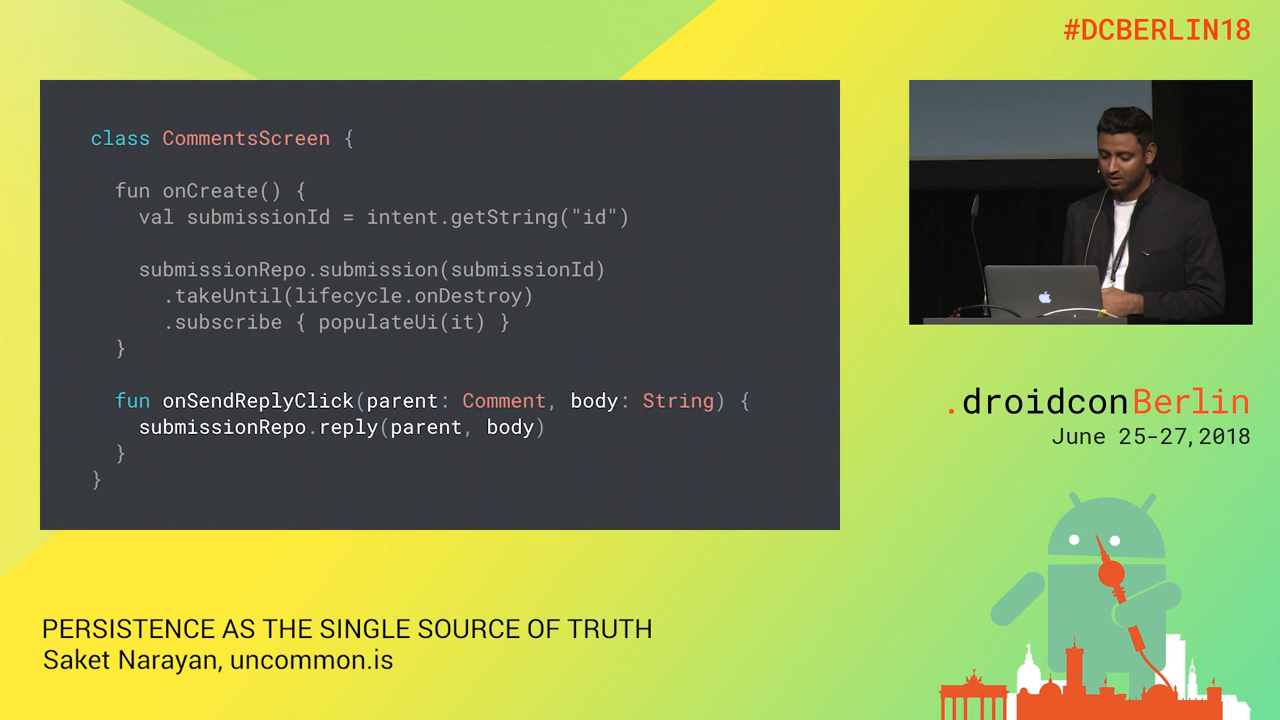 #DCBERLIN18
class CommentsScreen {
fun onCreate() {
val submissionId = intent.getString("id")
submissionRepo.submission(submissionId)
.takeUntil(lifecycle.onDestroy)
.subscribe { populateUi(it) }
}
fun onSendReplyClick(parent: Comment, body: String) {
submissionRepo.reply(parent, body)
}
}
.droidconBerlin
June 25-27, 2018
PERSISTENCE AS THE SINGLE SOURCE OF TRUTH
Saket Narayan, uncommon.is